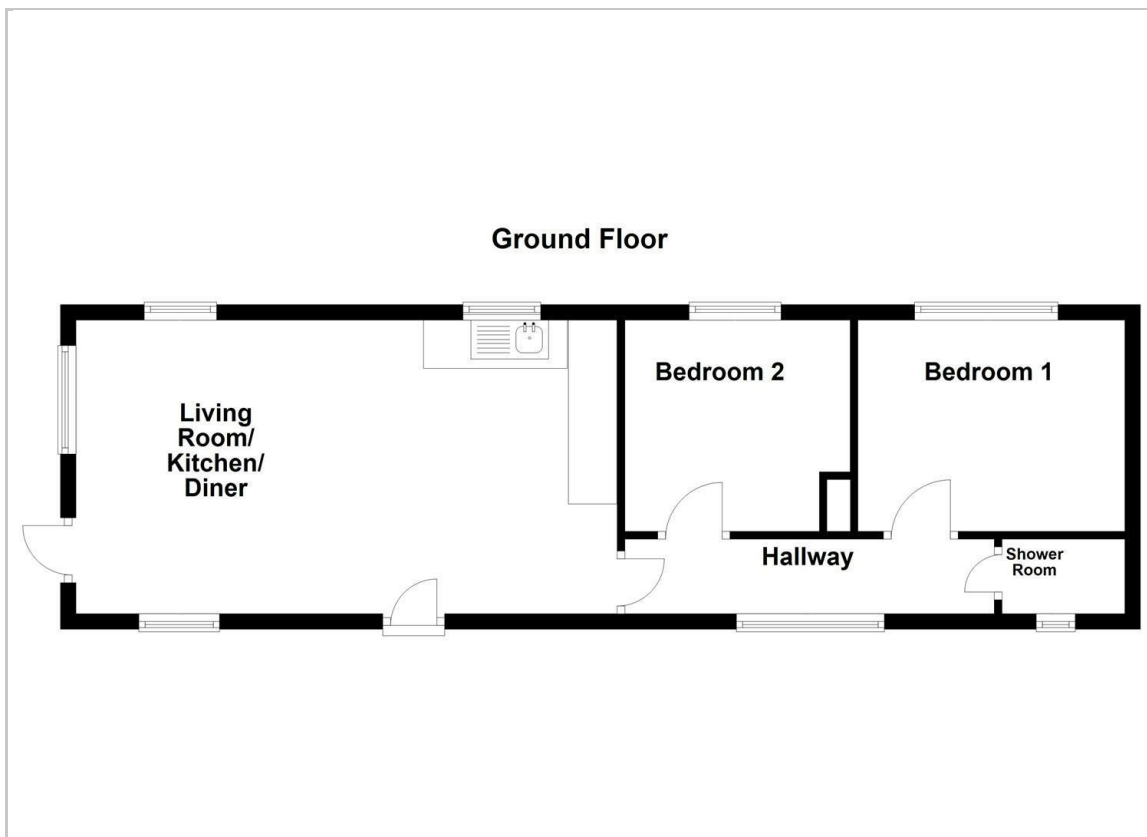 Ground Floor
Living
Room/
Kitchen/
Diner
Bedroom 2
Bedroom 1
Hallway
Shower
Room